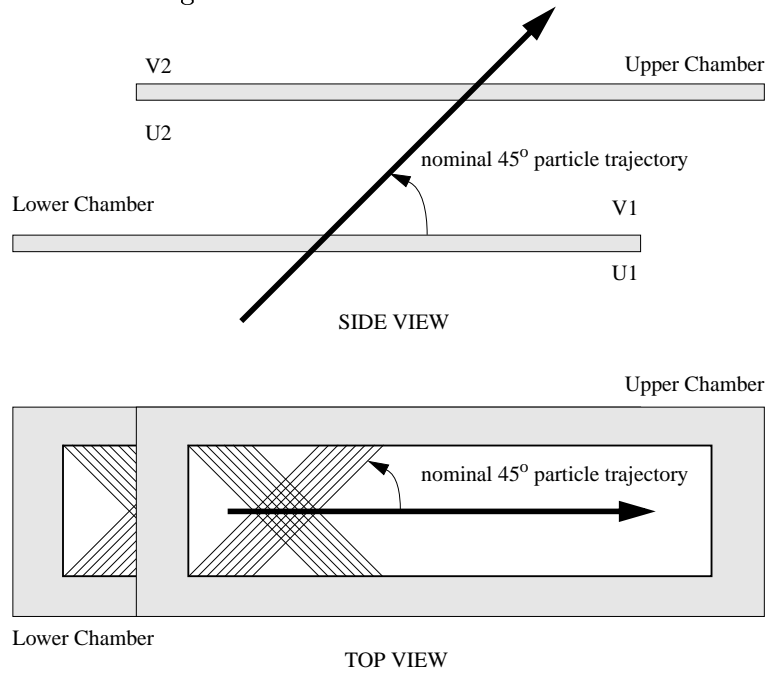 V2
Upper Chamber
U2
nominal 45° particle trajectory
Lower Chamber
V1
U1
SIDE VIEW
Upper Chamber
nominal 45° particle trajectory
Lower Chamber
TOP VIEW